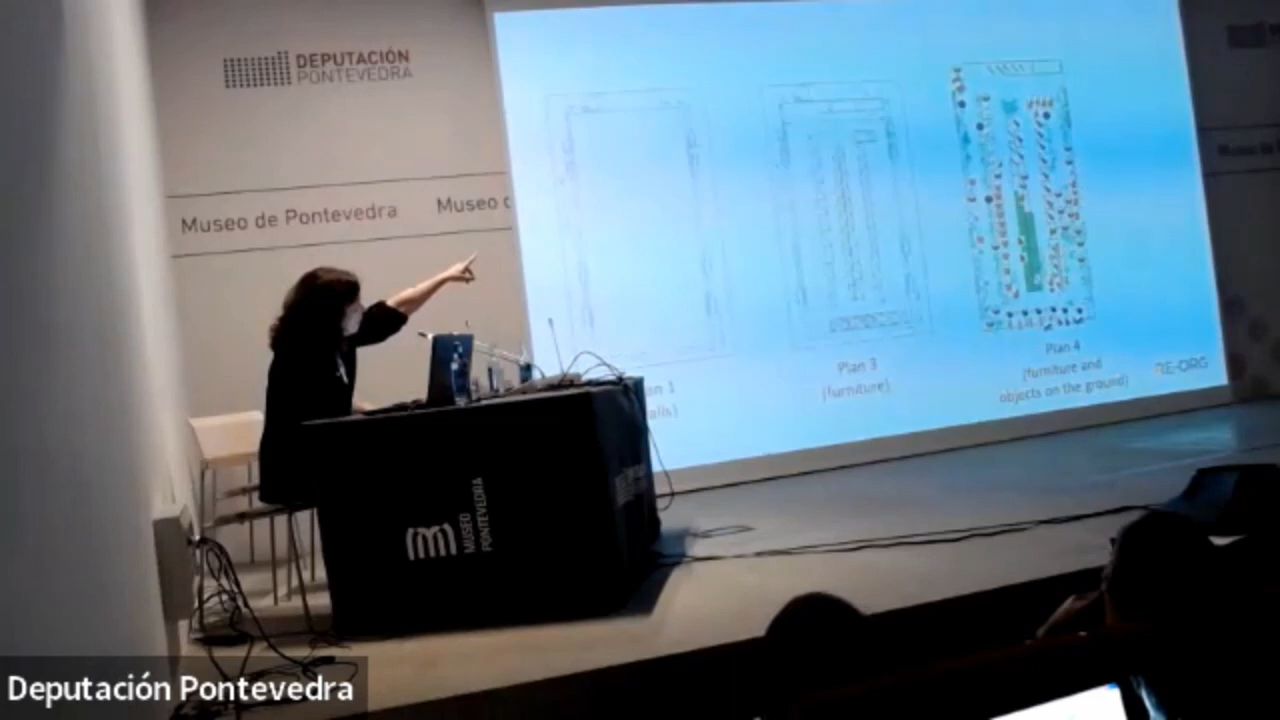 DEPUTACIÓN
PONTEVEDRA
Museo de Pontevedra
Museo
Plan 3
(furniture)
Plan 4
(furniture and
objects on the ground)
RE-ORG
MUSEO
PONTEVEDRA
Deputación Pontevedra